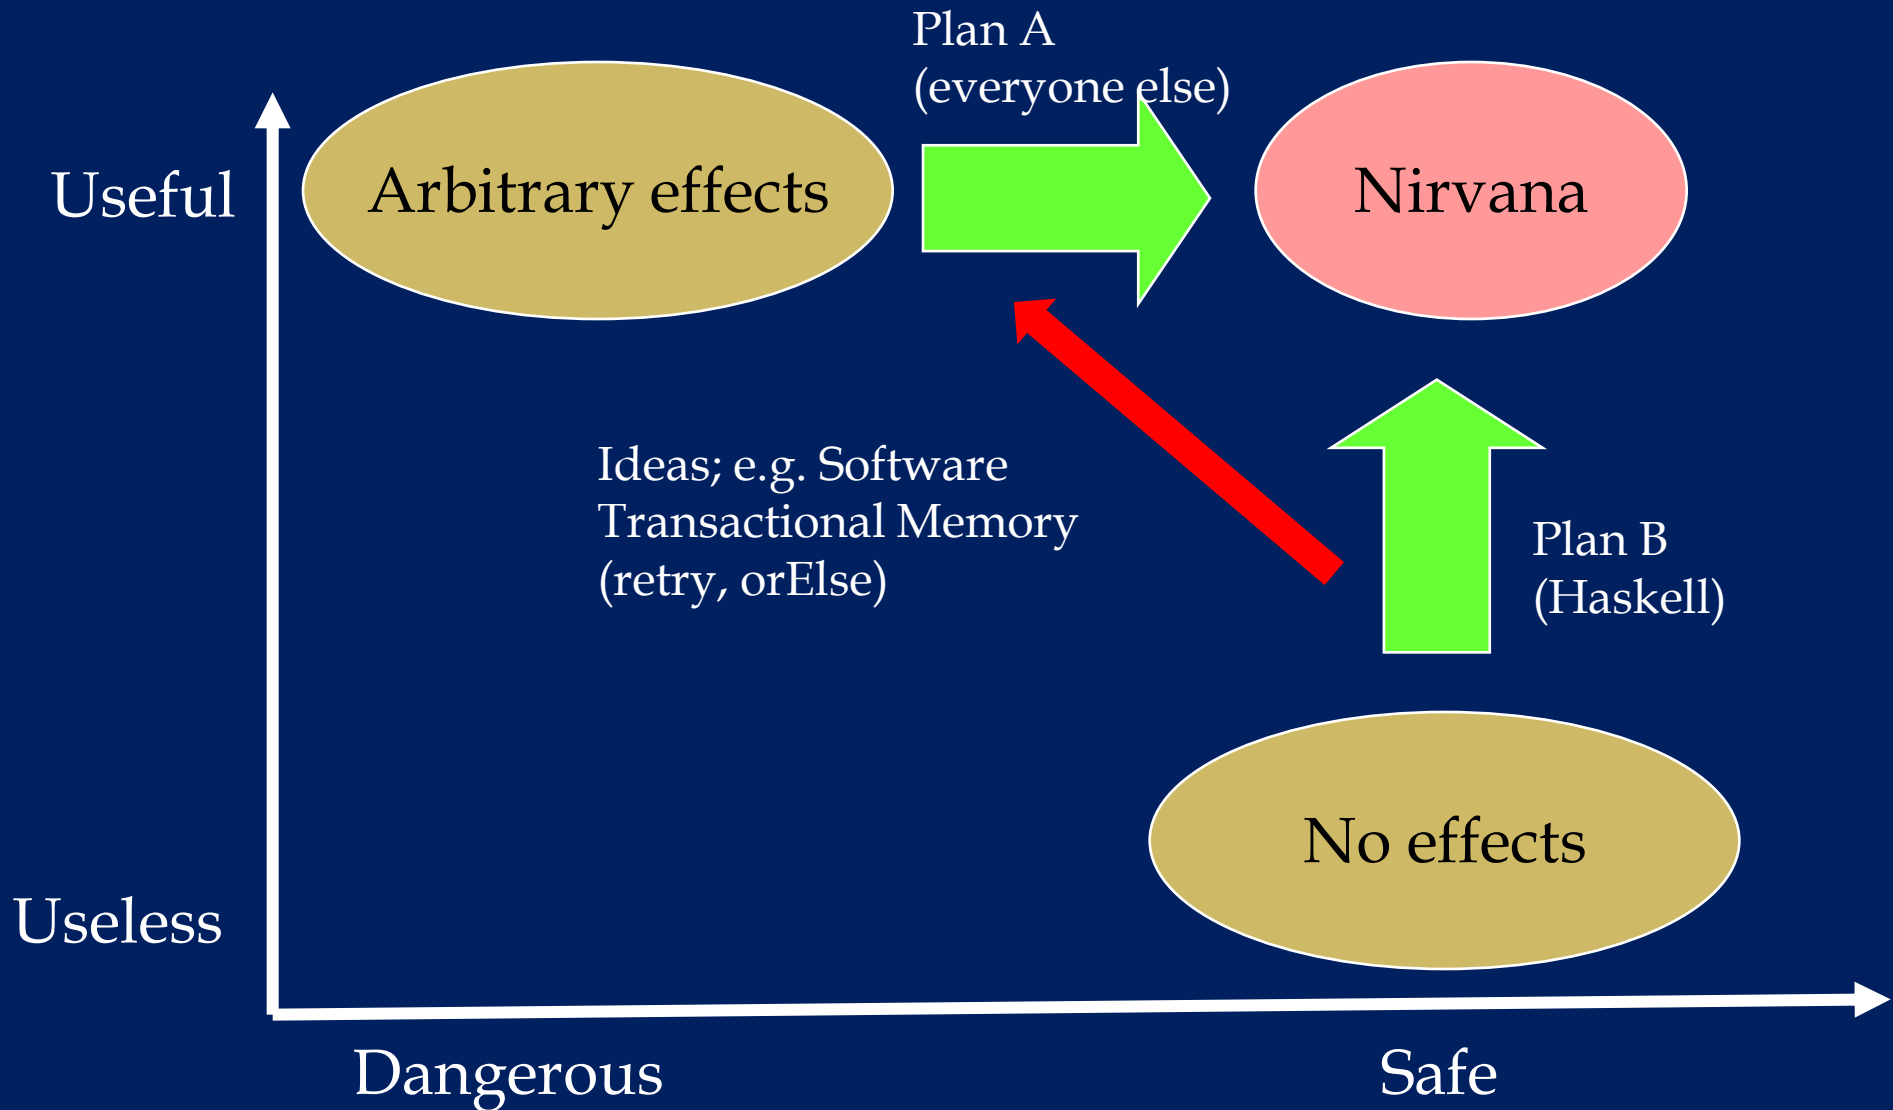 Plan A
(everyone else)
Useful
Arbitrary effects
Nirvana
Ideas; e.g. Software
Transactional Memory
(retry, orElse)
Plan B
(Haskell)
No effects
Useless
Dangerous
Safe